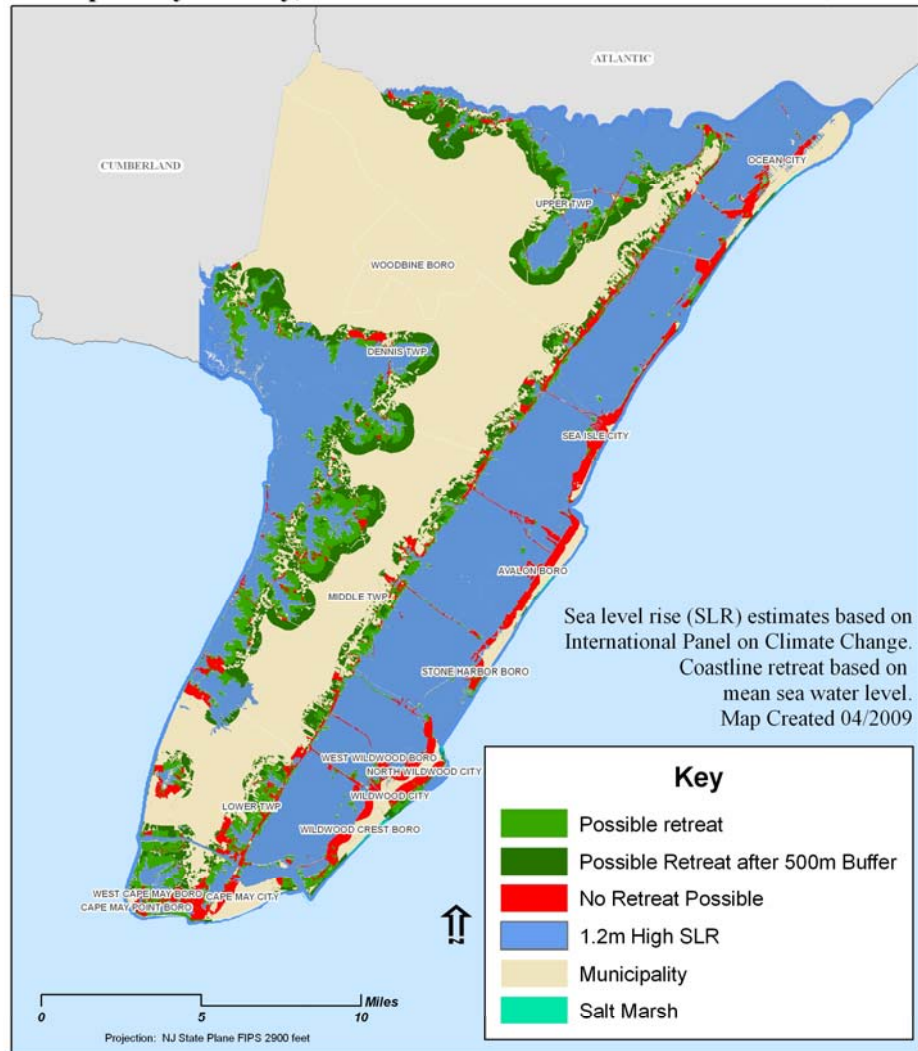 ATLANTIC
CUMBERLAND
OCEAN CITY
UPPER TWP
WOODBINE BORO
DENNIS TWP
SEA ISLE CITY
AVALON BORO
MIDDLE TWP
STONE HARBOR BORO
WEST WILDWOOD BORO
NORTH WILDWOOD CITY
WILDWOOD CITY
LOWER TWP
WILDWOOD CREST BORO
WEST CAPE MAY BORO
CAPE MAY CITY
CAPE MAY POINT BORO
Sea level rise (SLR) estimates based on
International Panel on Climate Change.
Coastline retreat based on
mean sea water level.
Map Created 04/2009
Key
Possible retreat
Possible Retreat after 500m Buffer
No Retreat Possible
1.2m High SLR
Municipality
Salt Marsh
N
Miles
0 5 10
Projection: NJ State Plane FIPS 2900 feet